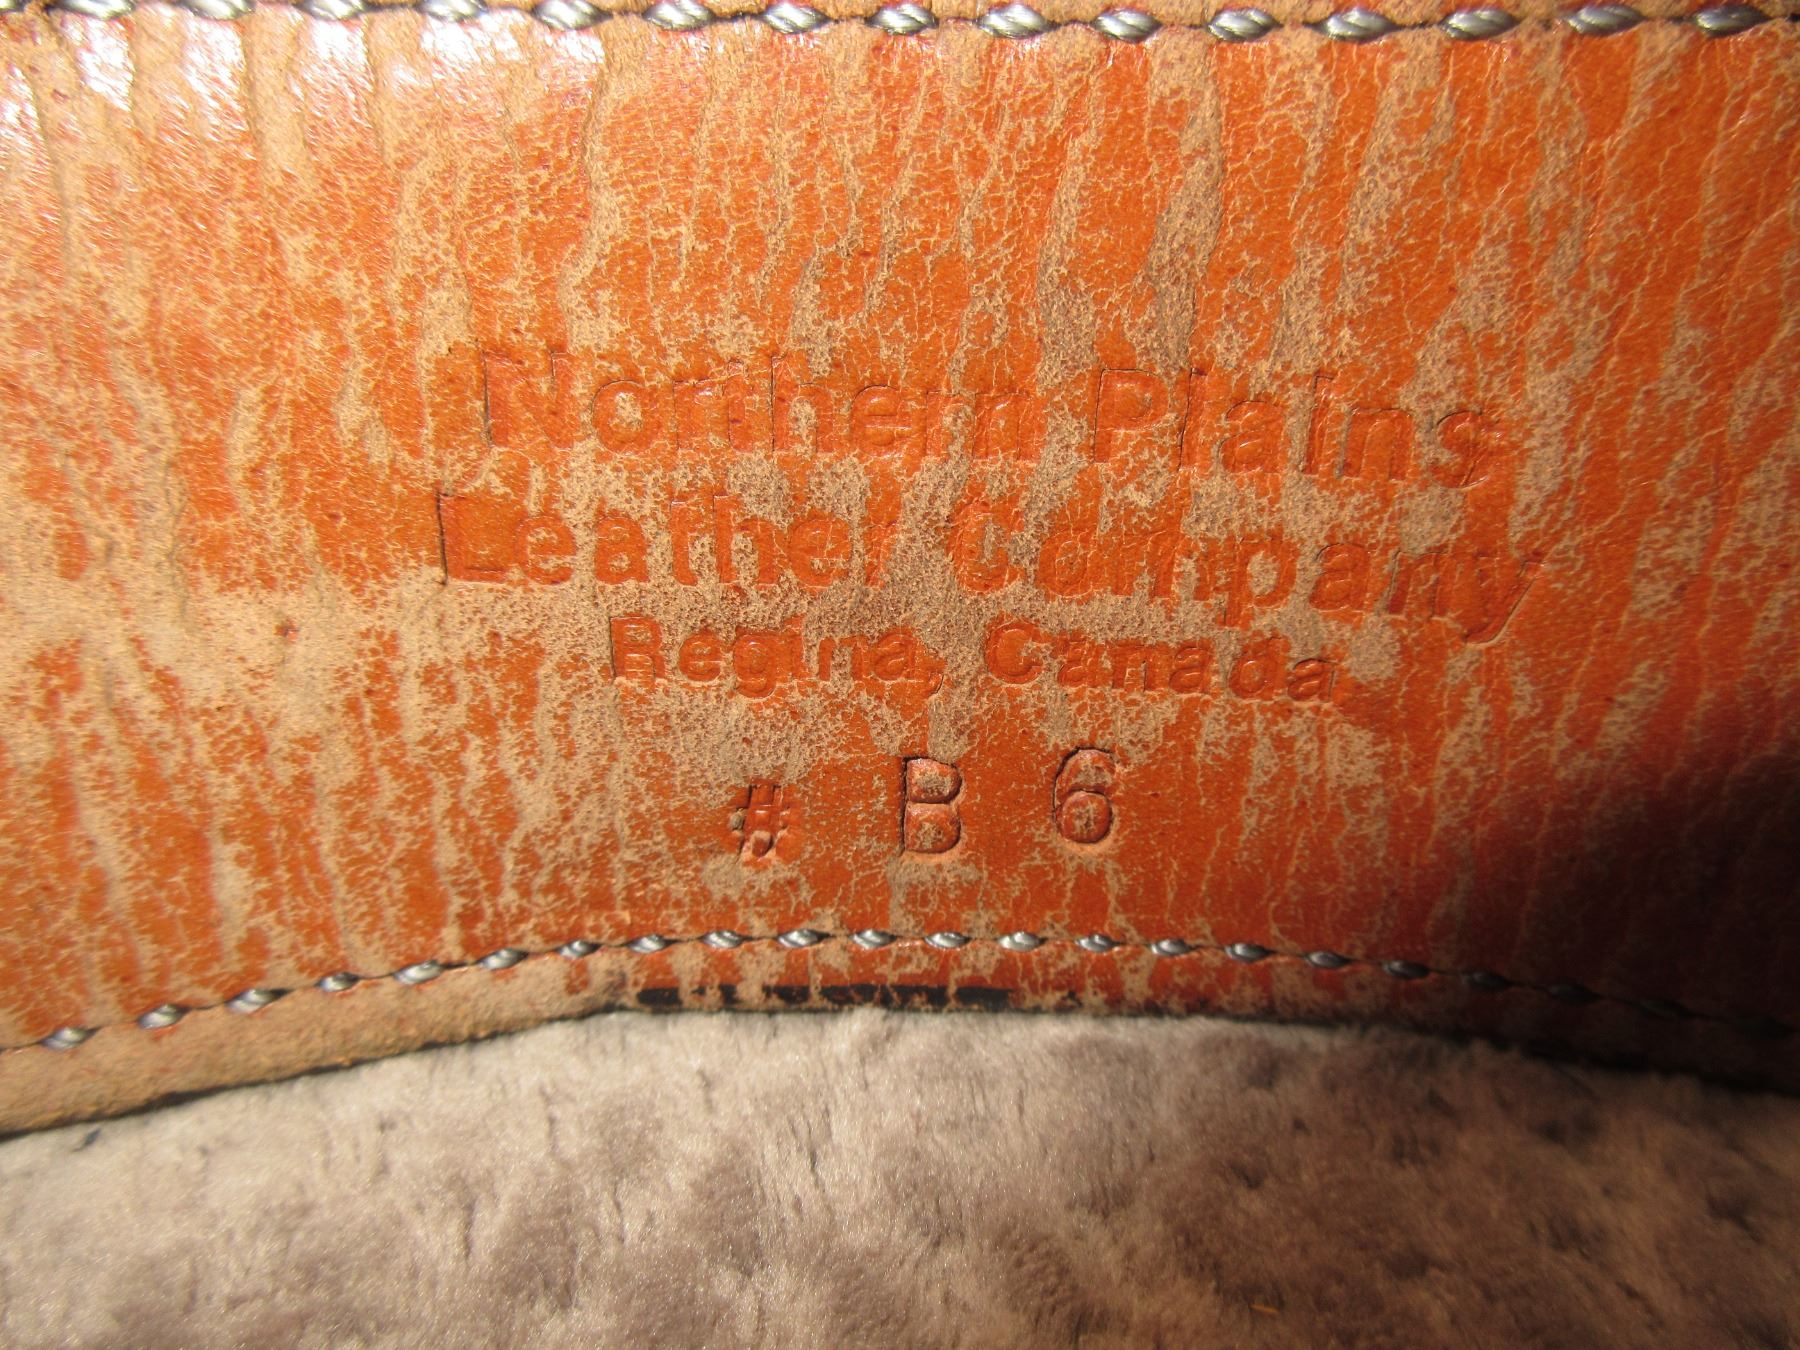 Northern Plains
Leather Company
Regina, Canada
# B 6